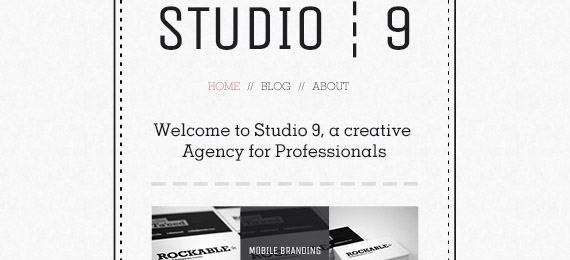 STUDIO ¦ 9
HOME // BLOG // ABOUT
Welcome to Studio 9, a creative
Agency for Professionals
ROCKABLE
MOBILE BRANDING
ROCKABLE